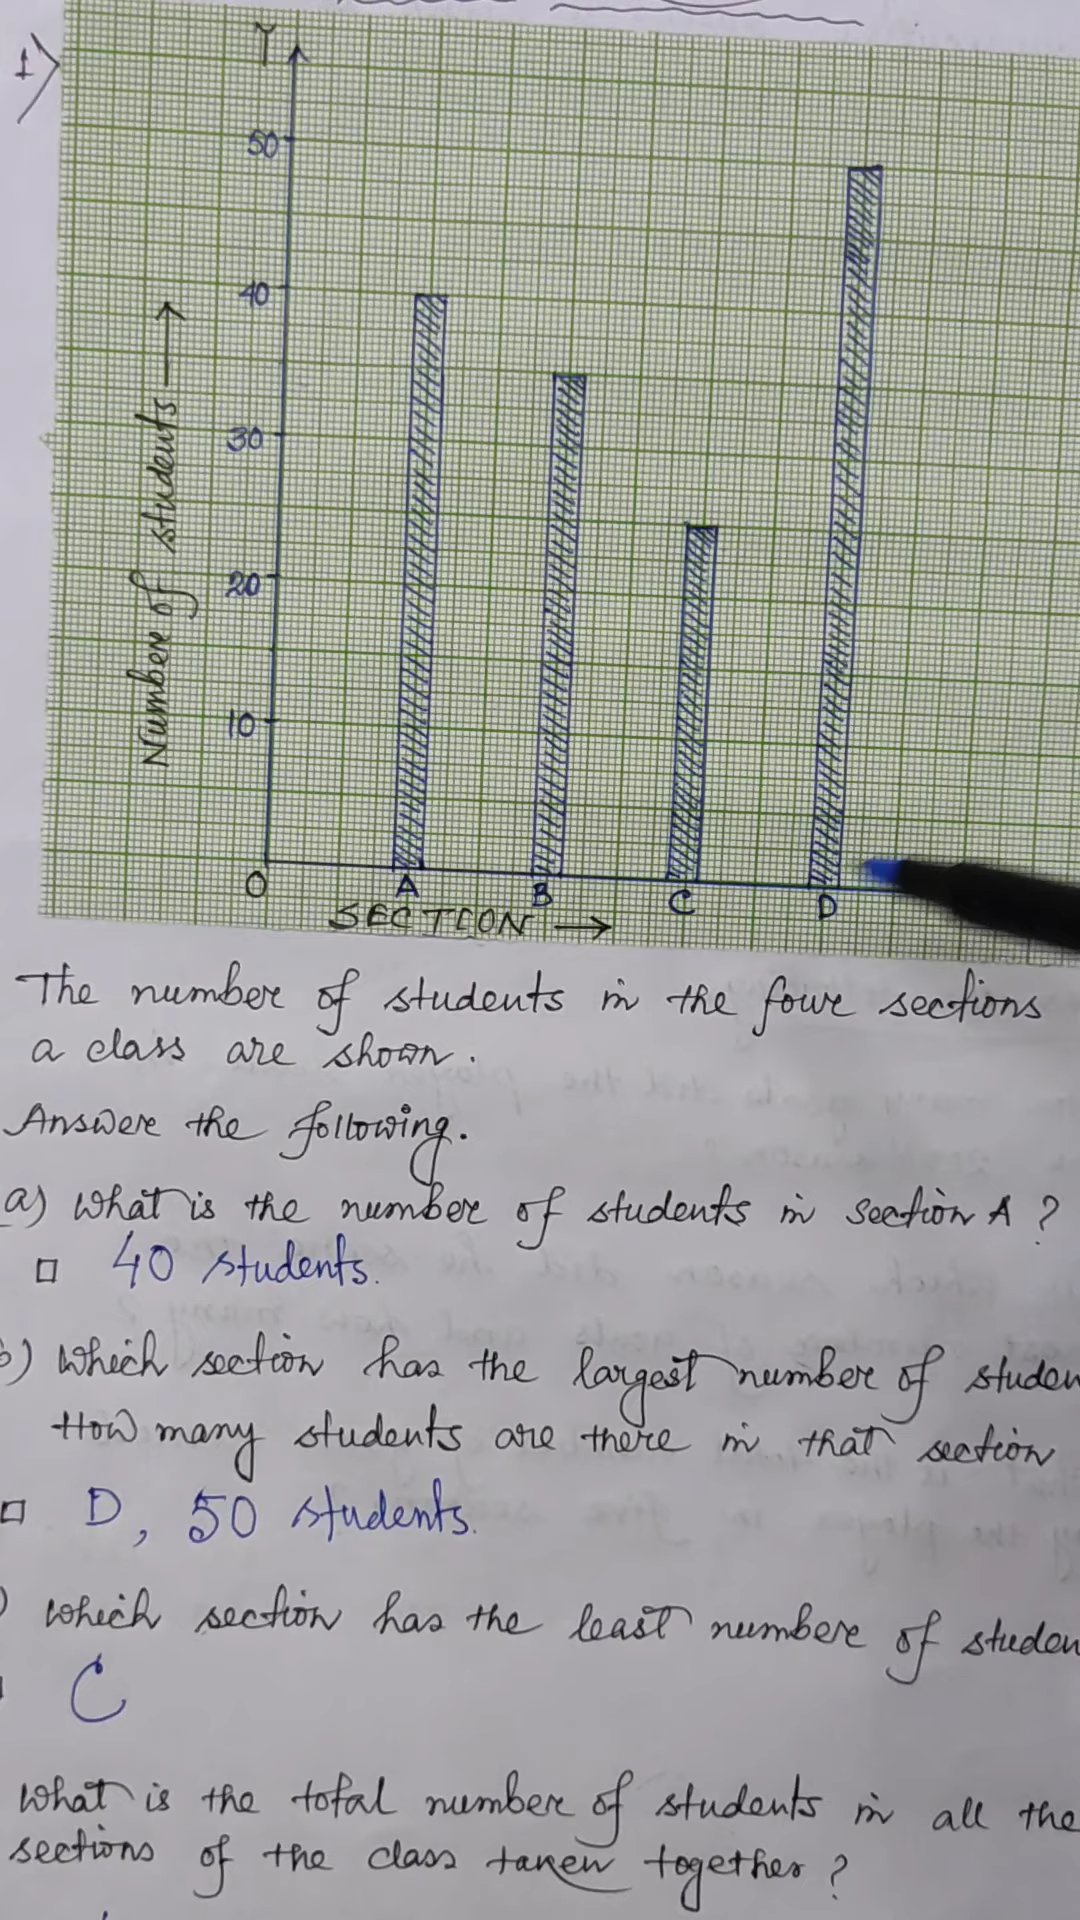 1)
Y
50
40
30
20
10
0
Number of students
A B C D
SECTION
The number of students in the four sections
a class are shown.
Answer the following.
a) What is the number of students in section A ?
40 students.
b) Which section has the largest number of studen
How many students are there in that section
D, 50 students.
) Which section has the least number of studen
C
What is the total number of students in all the
sections of the class taken together ?